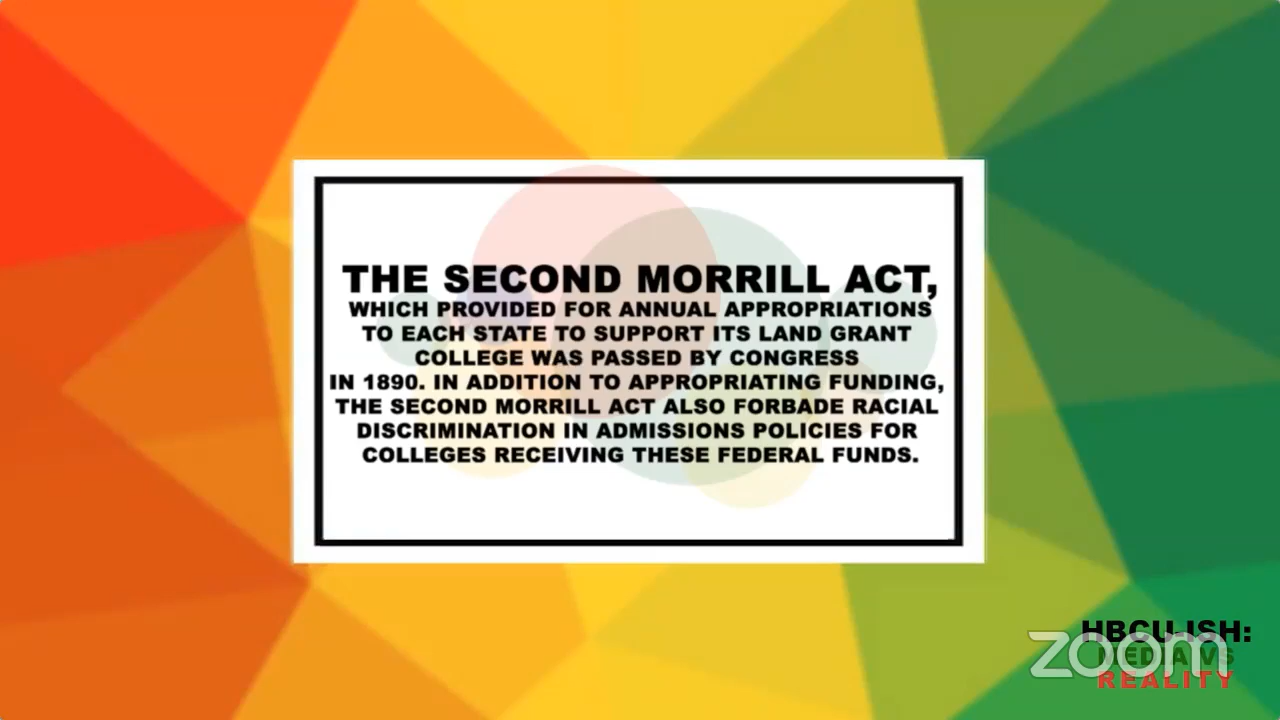 THE SECOND MORRILL ACT,
WHICH PROVIDED FOR ANNUAL APPROPRIATIONS
TO EACH STATE TO SUPPORT ITS LAND GRANT
COLLEGE WAS PASSED BY CONGRESS
IN 1890. IN ADDITION TO APPROPRIATING FUNDING,
THE SECOND MORRILL ACT ALSO FORBADE RACIAL
DISCRIMINATION IN ADMISSIONS POLICIES FOR
COLLEGES RECEIVING THESE FEDERAL FUNDS.
HBCU-ISH:
MEDIA VS
REALITY
zoom